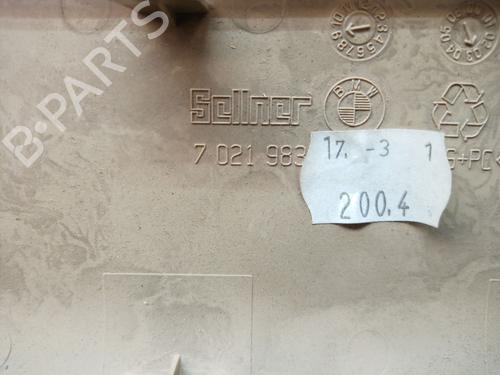 B-PARTS
Sellner
BMW
7 021 983
S+PC<
17. -3 1
200.4